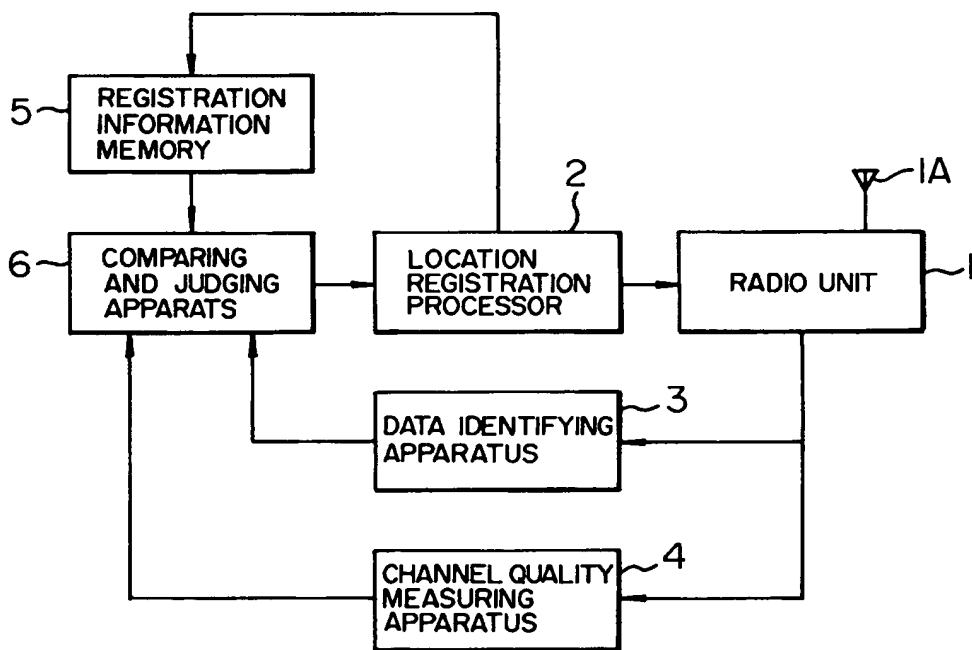 5
REGISTRATION
INFORMATION
MEMORY
6
COMPARING
AND JUDGING
APPARATS
2
LOCATION
REGISTRATION
PROCESSOR
1A
RADIO UNIT
1
3
DATA IDENTIFYING
APPARATUS
4
CHANNEL QUALITY
MEASURING
APPARATUS